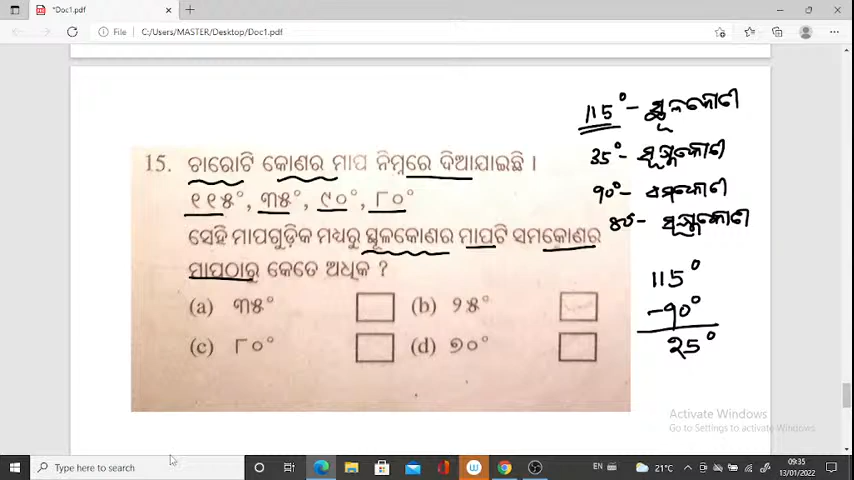 *Doc1.pdf
File C:/Users/MASTER/Desktop/Doc1.pdf
15. ଚାରୋଟି କୋଣର ମାପ ନିମ୍ନରେ ଦିଆଯାଇଛି ।
୧୧୫°, ୩୫°, ୯୦°, ୮୦°
ସେହି ମାପଗୁଡ଼ିକ ମଧ୍ୟରୁ ସ୍ଥୂଳକୋଣର ମାପଟି ସମକୋଣର
ମାପଠାରୁ କେତେ ଅଧିକ ?
(a) ୩୫° (b) ୨୫°
(c) ୮୦° (d) ୭୦°
115° - ସ୍ଥୂଳକୋଣ
35° - ସୂକ୍ଷ୍ମକୋଣ
90° - ସମକୋଣ
80° - ସୂକ୍ଷ୍ମକୋଣ
115°
-90°
25°
Activate Windows
Go to Settings to activate Windows.
Type here to search
EN
21°C
09:35
13/01/2022